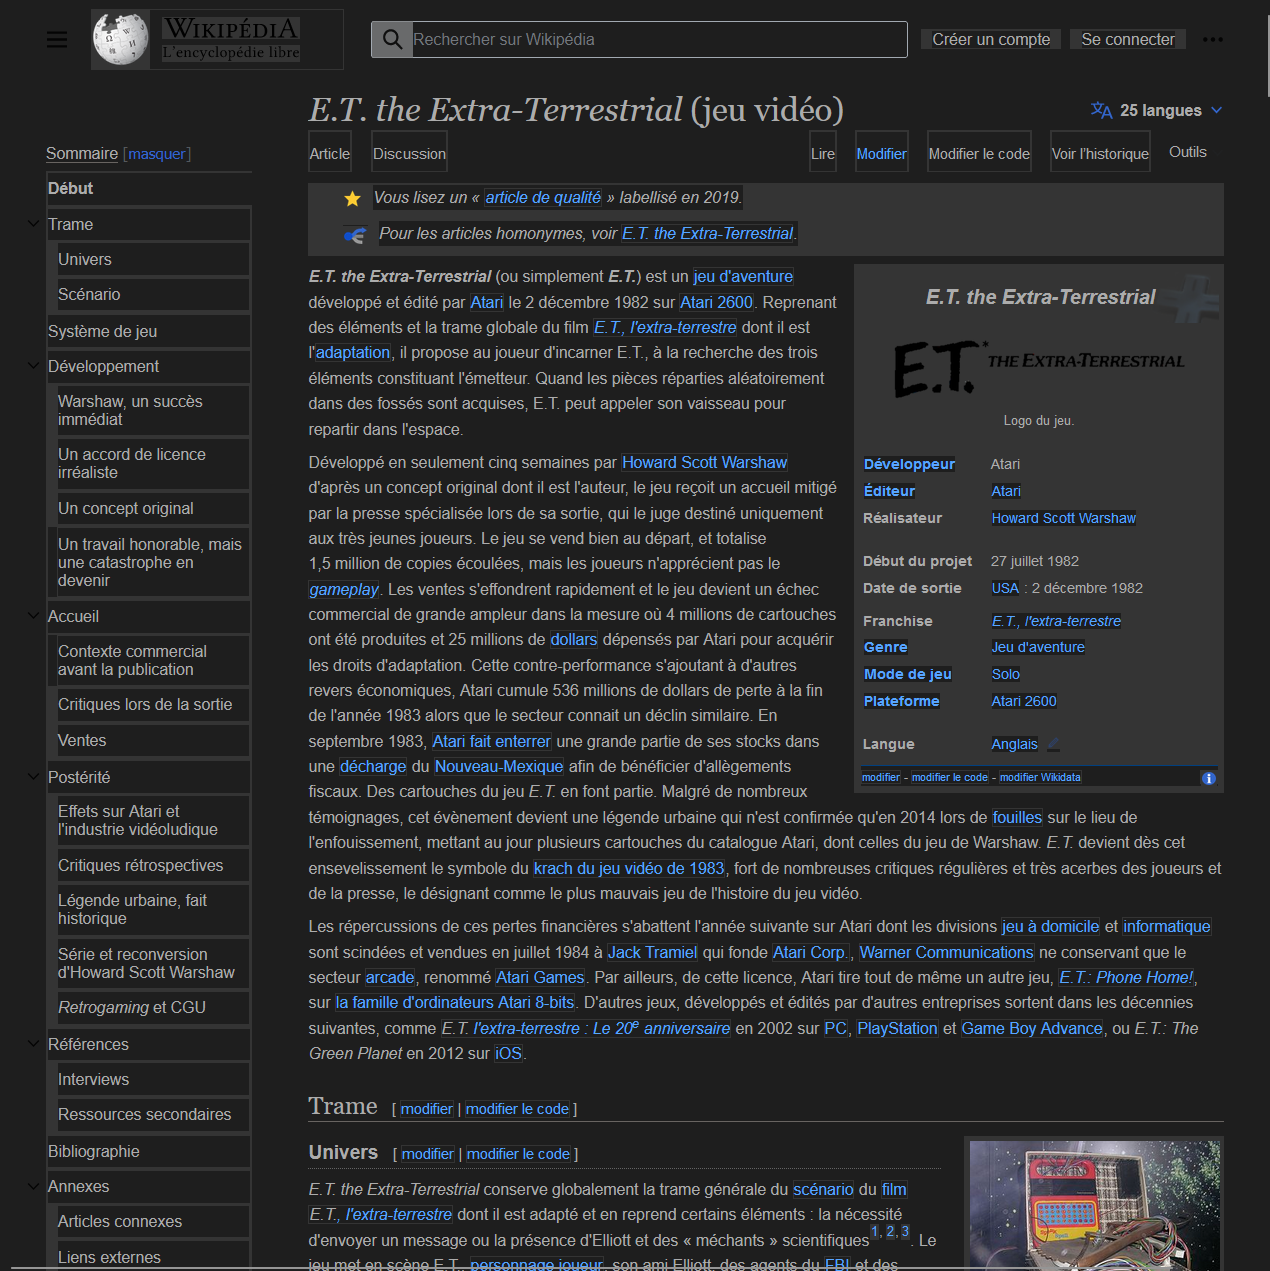 WIKIPÉDIA
L'encyclopédie libre
Rechercher sur Wikipédia
Créer un compte
Se connecter
E.T. the Extra-Terrestrial (jeu vidéo)
25 langues
Article
Discussion
Lire
Modifier
Modifier le code
Voir l'historique
Outils
Sommaire [masquer]
Début
Trame
Univers
Scénario
Système de jeu
Développement
Warshaw, un succès
immédiat
Un accord de licence
irréaliste
Un concept original
Un travail honorable, mais
une catastrophe en
devenir
Accueil
Contexte commercial
avant la publication
Critiques lors de la sortie
Ventes
Postérité
Effets sur Atari et
l'industrie vidéoludique
Critiques rétrospectives
Légende urbaine, fait
historique
Série et reconversion
d'Howard Scott Warshaw
Retrogaming et CGU
Références
Interviews
Ressources secondaires
Bibliographie
Annexes
Articles connexes
Liens externes
Vous lisez un « article de qualité » labellisé en 2019.
Pour les articles homonymes, voir E.T. the Extra-Terrestrial.
E.T. the Extra-Terrestrial (ou simplement E.T.) est un jeu d'aventure
développé et édité par Atari le 2 décembre 1982 sur Atari 2600. Reprenant
des éléments et la trame globale du film E.T., l'extra-terrestre dont il est
l'adaptation, il propose au joueur d'incarner E.T., à la recherche des trois
éléments constituant l'émetteur. Quand les pièces réparties aléatoirement
dans des fossés sont acquises, E.T. peut appeler son vaisseau pour
repartir dans l'espace.
Développé en seulement cinq semaines par Howard Scott Warshaw
d'après un concept original dont il est l'auteur, le jeu reçoit un accueil mitigé
par la presse spécialisée lors de sa sortie, qui le juge destiné uniquement
aux très jeunes joueurs. Le jeu se vend bien au départ, et totalise
1,5 million de copies écoulées, mais les joueurs n'apprécient pas le
gameplay. Les ventes s'effondrent rapidement et le jeu devient un échec
commercial de grande ampleur dans la mesure où 4 millions de cartouches
ont été produites et 25 millions de dollars dépensés par Atari pour acquérir
les droits d'adaptation. Cette contre-performance s'ajoutant à d'autres
revers économiques, Atari cumule 536 millions de dollars de perte à la fin
de l'année 1983 alors que le secteur connait un déclin similaire. En
septembre 1983, Atari fait enterrer une grande partie de ses stocks dans
une décharge du Nouveau-Mexique afin de bénéficier d'allègements
fiscaux. Des cartouches du jeu E.T. en font partie. Malgré de nombreux
témoignages, cet évènement devient une légende urbaine qui n'est confirmée qu'en 2014 lors de fouilles sur le lieu de
l'enfouissement, mettant au jour plusieurs cartouches du catalogue Atari, dont celles du jeu de Warshaw. E.T. devient dès cet
ensevelissement le symbole du krach du jeu vidéo de 1983, fort de nombreuses critiques régulières et très acerbes des joueurs et
de la presse, le désignant comme le plus mauvais jeu de l'histoire du jeu vidéo.
E.T. the Extra-Terrestrial
E.T. THE EXTRA-TERRESTRIAL
Logo du jeu.
Développeur Atari
Éditeur Atari
Réalisateur Howard Scott Warshaw
Début du projet 27 juillet 1982
Date de sortie USA : 2 décembre 1982
Franchise E.T., l'extra-terrestre
Genre Jeu d'aventure
Mode de jeu Solo
Plateforme Atari 2600
Langue Anglais
modifier - modifier le code - modifier Wikidata
Les répercussions de ces pertes financières s'abattent l'année suivante sur Atari dont les divisions jeu à domicile et informatique
sont scindées et vendues en juillet 1984 à Jack Tramiel qui fonde Atari Corp., Warner Communications ne conservant que le
secteur arcade, renommé Atari Games. Par ailleurs, de cette licence, Atari tire tout de même un autre jeu, E.T.: Phone Home!,
sur la famille d'ordinateurs Atari 8-bits. D'autres jeux, développés et édités par d'autres entreprises sortent dans les décennies
suivantes, comme E.T. l'extra-terrestre : Le 20e anniversaire en 2002 sur PC, PlayStation et Game Boy Advance, ou E.T.: The
Green Planet en 2012 sur iOS.
Trame [ modifier | modifier le code ]
Univers [ modifier | modifier le code ]
E.T. the Extra-Terrestrial conserve globalement la trame générale du scénario du film
E.T., l'extra-terrestre dont il est adapté et en reprend certains éléments : la nécessité
d'envoyer un message ou la présence d'Elliott et des « méchants » scientifiques1, 2, 3. Le
jeu met en scène E.T., personnage joueur, son ami Elliott, des agents du FBI et des